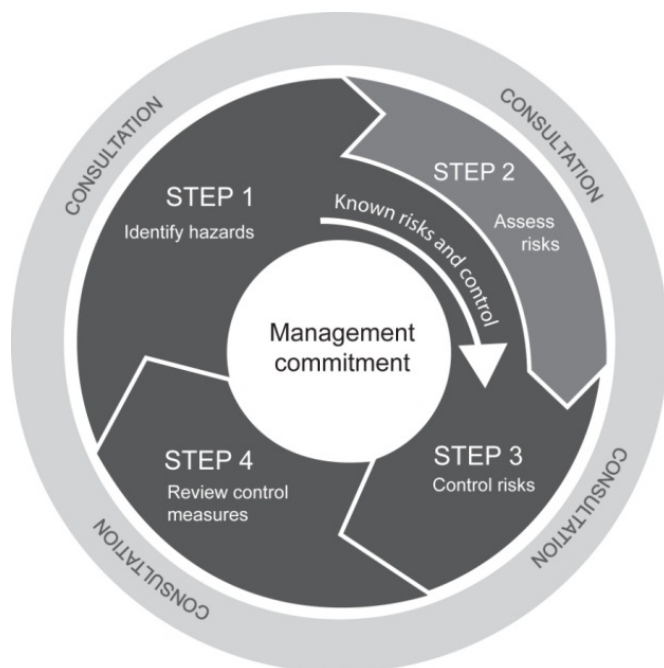 CONSULTATION
CONSULTATION
STEP 1
Identify hazards
STEP 2
Assess
risks
Known risks and control
Management
commitment
STEP 4
Review control
measures
STEP 3
Control risks
CONSULTATION
CONSULTATION